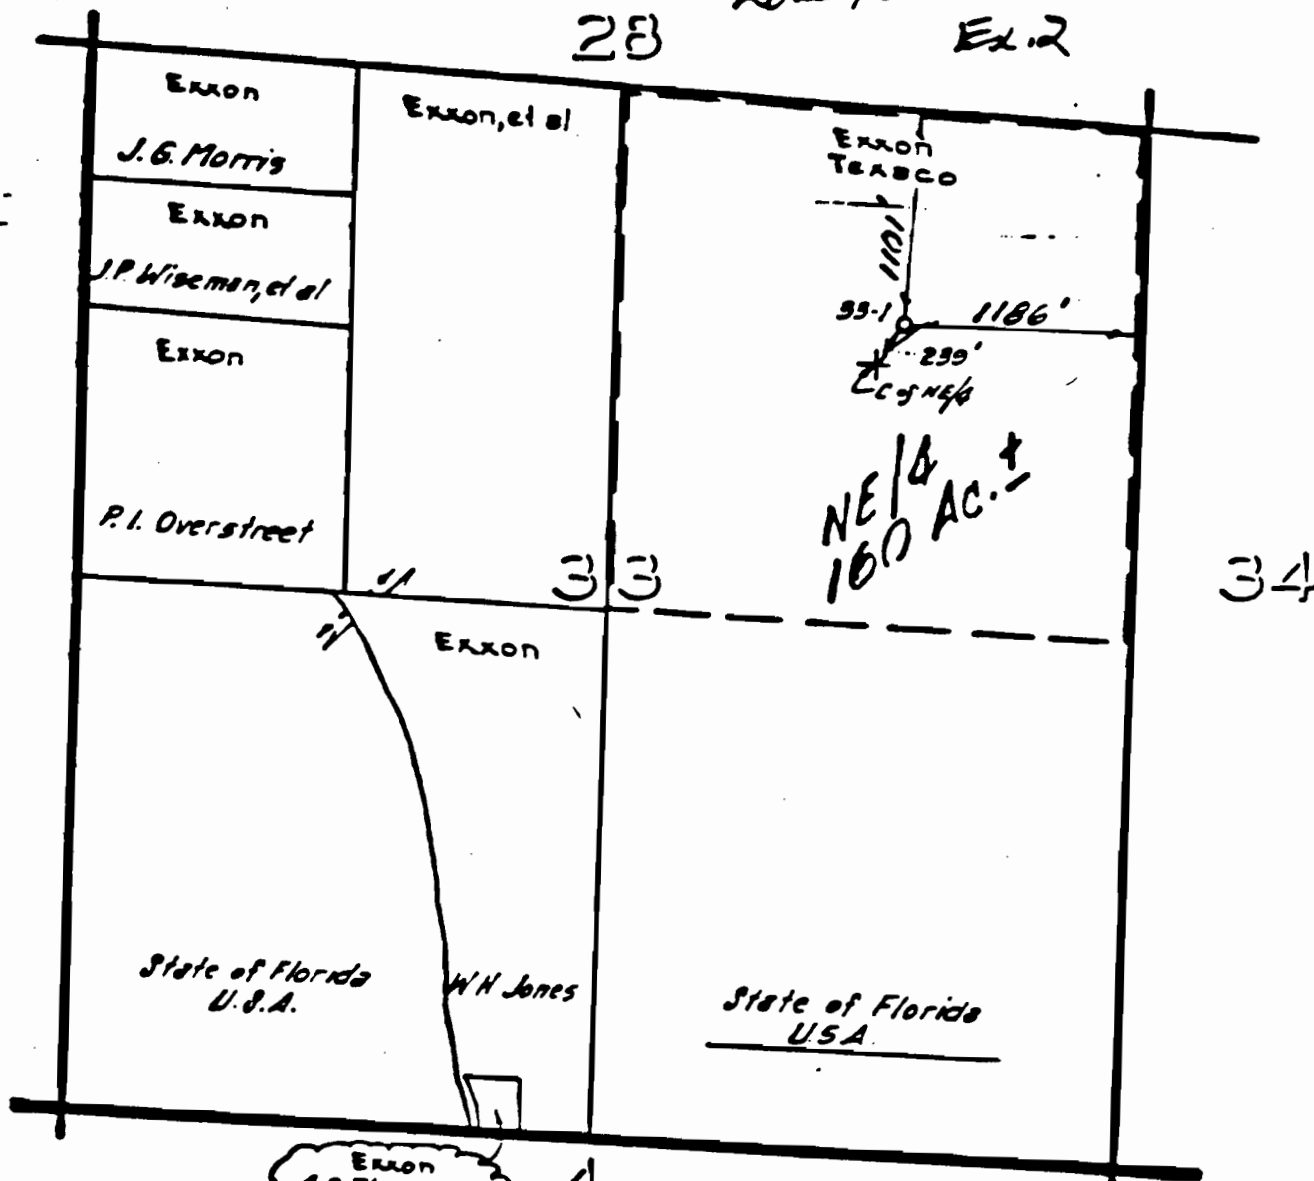 28
Ex.2
Exxon
J.G. Morris
Exxon, et al
Exxon
Texaco
Exxon
J.P. Wiseman, et al
1101'
33-1
1186'
239'
C of NE/4
Exxon
P.I. Overstreet
NE/4
160 AC. ±
33
34
Exxon
State of Florida
U.S.A.
W H Jones
State of Florida
U.S.A.
Exxon
4